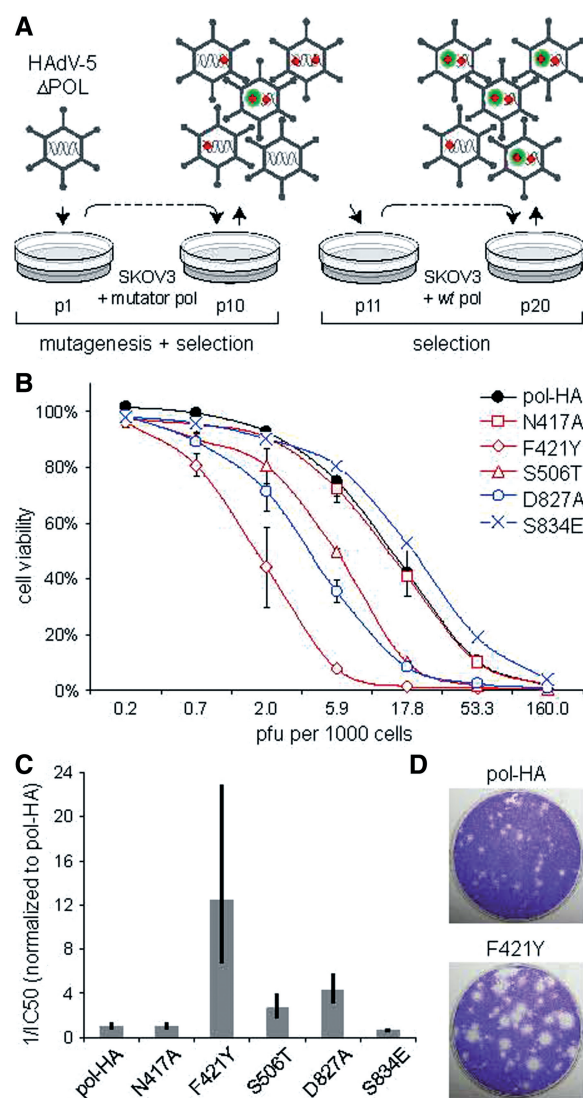 A
HAdV-5
ΔPOL
SKOV3
+ mutator pol
p1
p10
mutagenesis + selection
SKOV3
+ wt pol
p11
p20
selection
B
100%
80%
60%
40%
20%
0%
cell viability
0.2
0.7
2.0
5.9
17.8
53.3
160.0
pfu per 1000 cells
pol-HA
N417A
F421Y
S506T
D827A
S834E
C
24
20
16
12
8
4
0
1/IC50 (normalized to pol-HA)
pol-HA
N417A
F421Y
S506T
D827A
S834E
D
pol-HA
F421Y